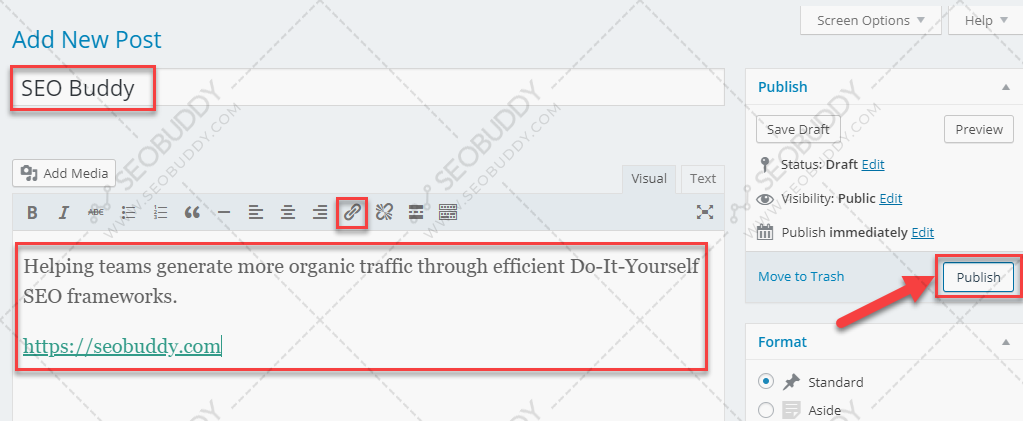 Screen Options Help
Add New Post
SEO Buddy
Publish
Save Draft Preview
Add Media
Visual Text
Status: Draft Edit
Visibility: Public Edit
B I ABC
Publish immediately Edit
Helping teams generate more organic traffic through efficient Do-It-Yourself
SEO frameworks.
https://seobuddy.com
Move to Trash Publish
Format
Standard
Aside
SEOBUDDY
WWW.SEOBUDDY.COM